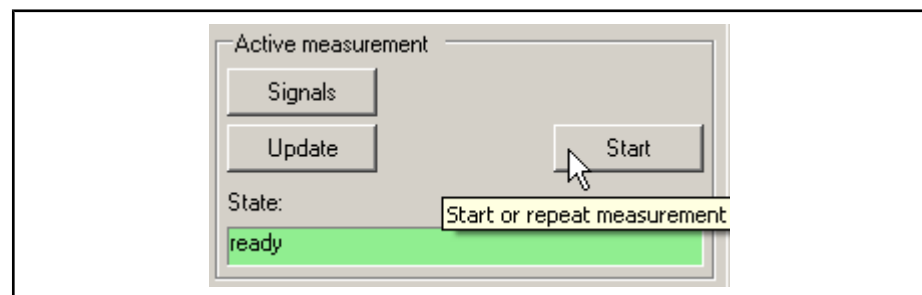 Active measurement
Signals
Update
Start
State:
Start or repeat measurement
ready